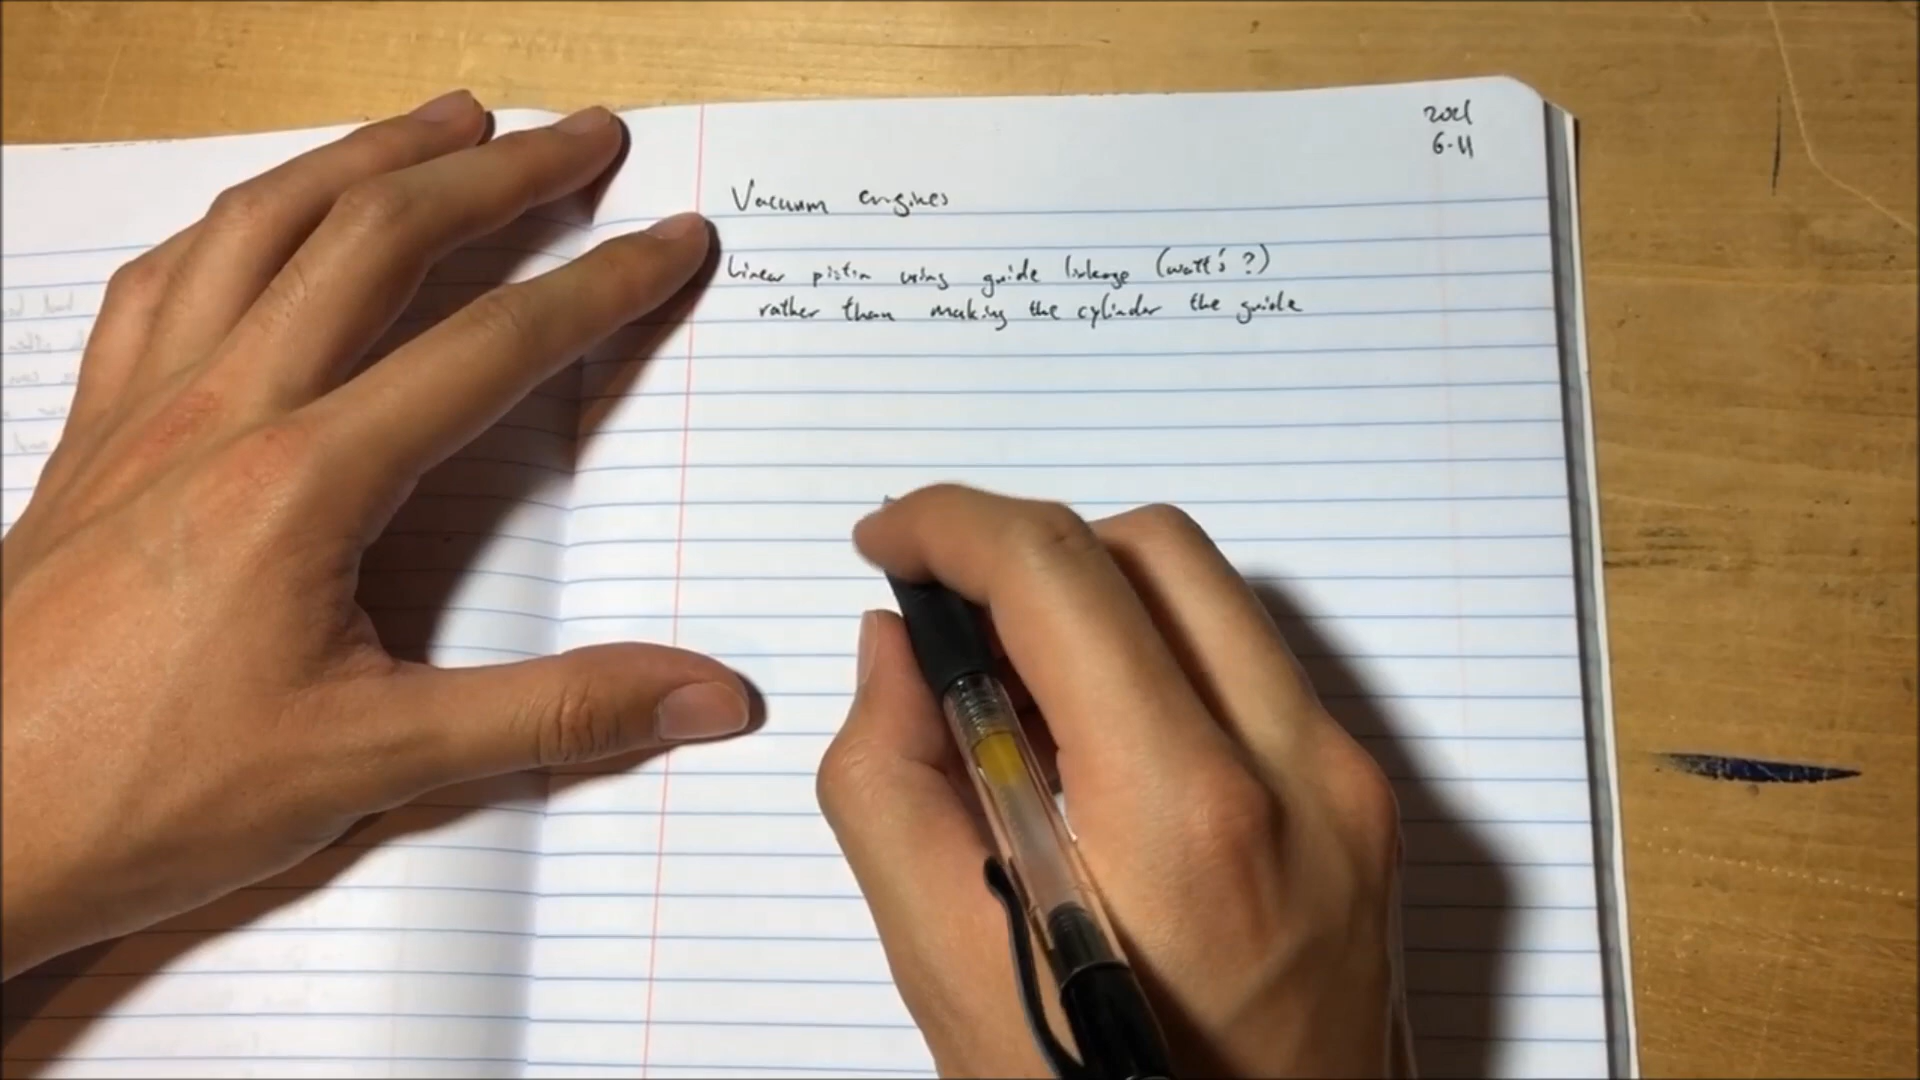 2021
6-11
Vacuum engines
Linear piston using guide linkage (watt's ?)
rather than making the cylinder the guide